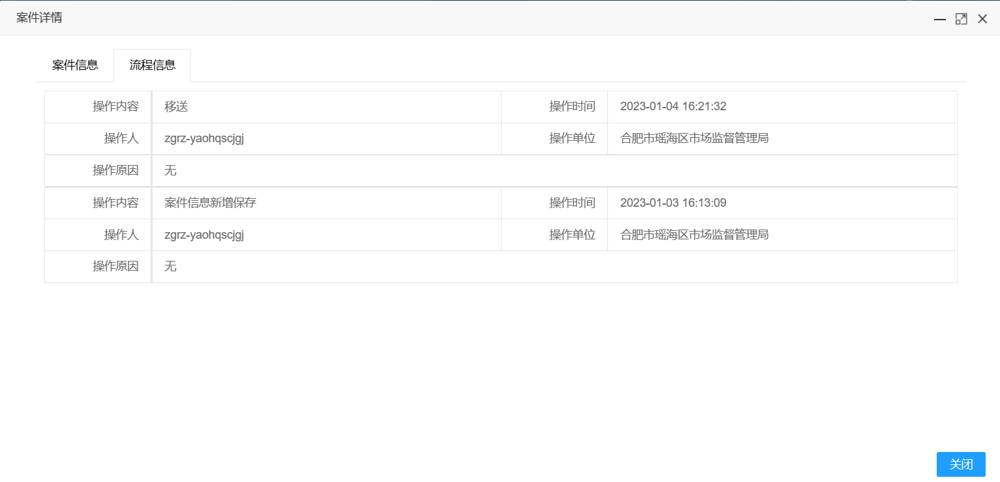 案件详情
案件信息 流程信息
操作内容 移送 操作时间 2023-01-04 16:21:32
操作人 zgrz-yaohqscjgj 操作单位 合肥市瑶海区市场监督管理局
操作原因 无
操作内容 案件信息新增保存 操作时间 2023-01-03 16:13:09
操作人 zgrz-yaohqscjgj 操作单位 合肥市瑶海区市场监督管理局
操作原因 无
关闭